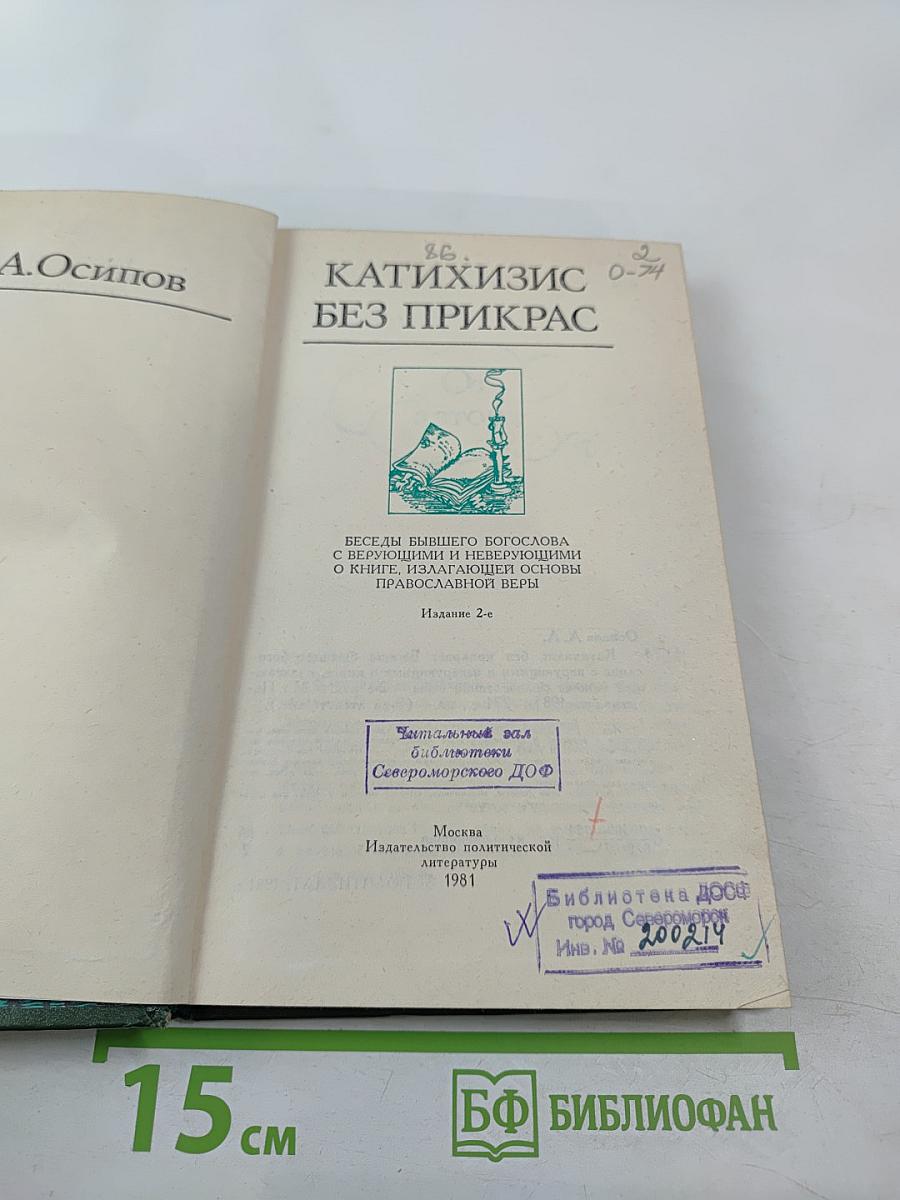 А. Осипов
86.
2
О-74
КАТИХИЗИС
БЕЗ ПРИКРАС
БЕСЕДЫ БЫВШЕГО БОГОСЛОВА
С ВЕРУЮЩИМИ И НЕВЕРУЮЩИМИ
О КНИГЕ, ИЗЛАГАЮЩЕЙ ОСНОВЫ
ПРАВОСЛАВНОЙ ВЕРЫ
Издание 2-е
Читальный зал
библиотеки
Североморского ДОФ
Москва
Издательство политической
литературы
1981
Библиотека ДОСФ
город Североморск
Инв. № 200214
15 см
БФ БИБЛИОФАН